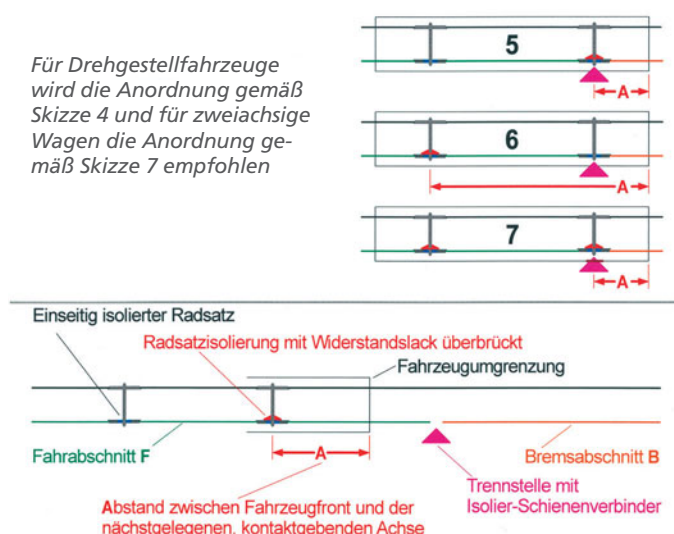 Für Drehgestellfahrzeuge
wird die Anordnung gemäß
Skizze 4 und für zweiachsige
Wagen die Anordnung ge-
mäß Skizze 7 empfohlen
5
A
6
A
7
A
Einseitig isolierter Radsatz
Radsatzisolierung mit Widerstandslack überbrückt
Fahrzeugumgrenzung
A
Fahrabschnitt F
Bremsabschnitt B
Trennstelle mit
Isolier-Schienenverbinder
Abstand zwischen Fahrzeugfront und der
nächstgelegenen, kontaktgebenden Achse